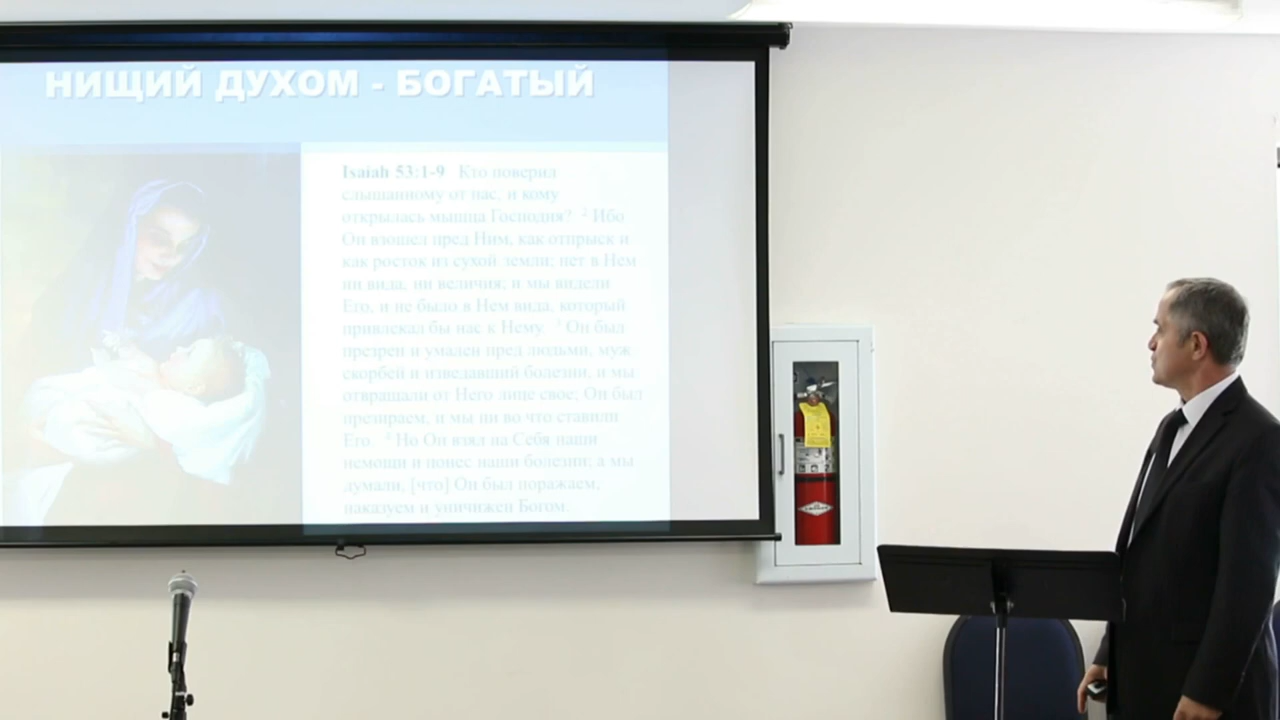 НИЩИЙ ДУХОМ - БОГАТЫЙ
Isaiah 53:1-9 Кто поверил
слышанному от нас, и кому
открылась мышца Господня? 2 Ибо
Он взошел пред Ним, как отпрыск и
как росток из сухой земли; нет в Нем
ни вида, ни величия; и мы видели
Его, и не было в Нем вида, который
привлекал бы нас к Нему. 3 Он был
презрен и умален пред людьми, муж
скорбей и изведавший болезни, и мы
отвращали от Него лице свое; Он был
презираем, и мы ни во что ставили
Его. 4 Но Он взял на Себя наши
немощи и понес наши болезни; а мы
думали, [что] Он был поражаем,
наказуем и уничижен Богом.